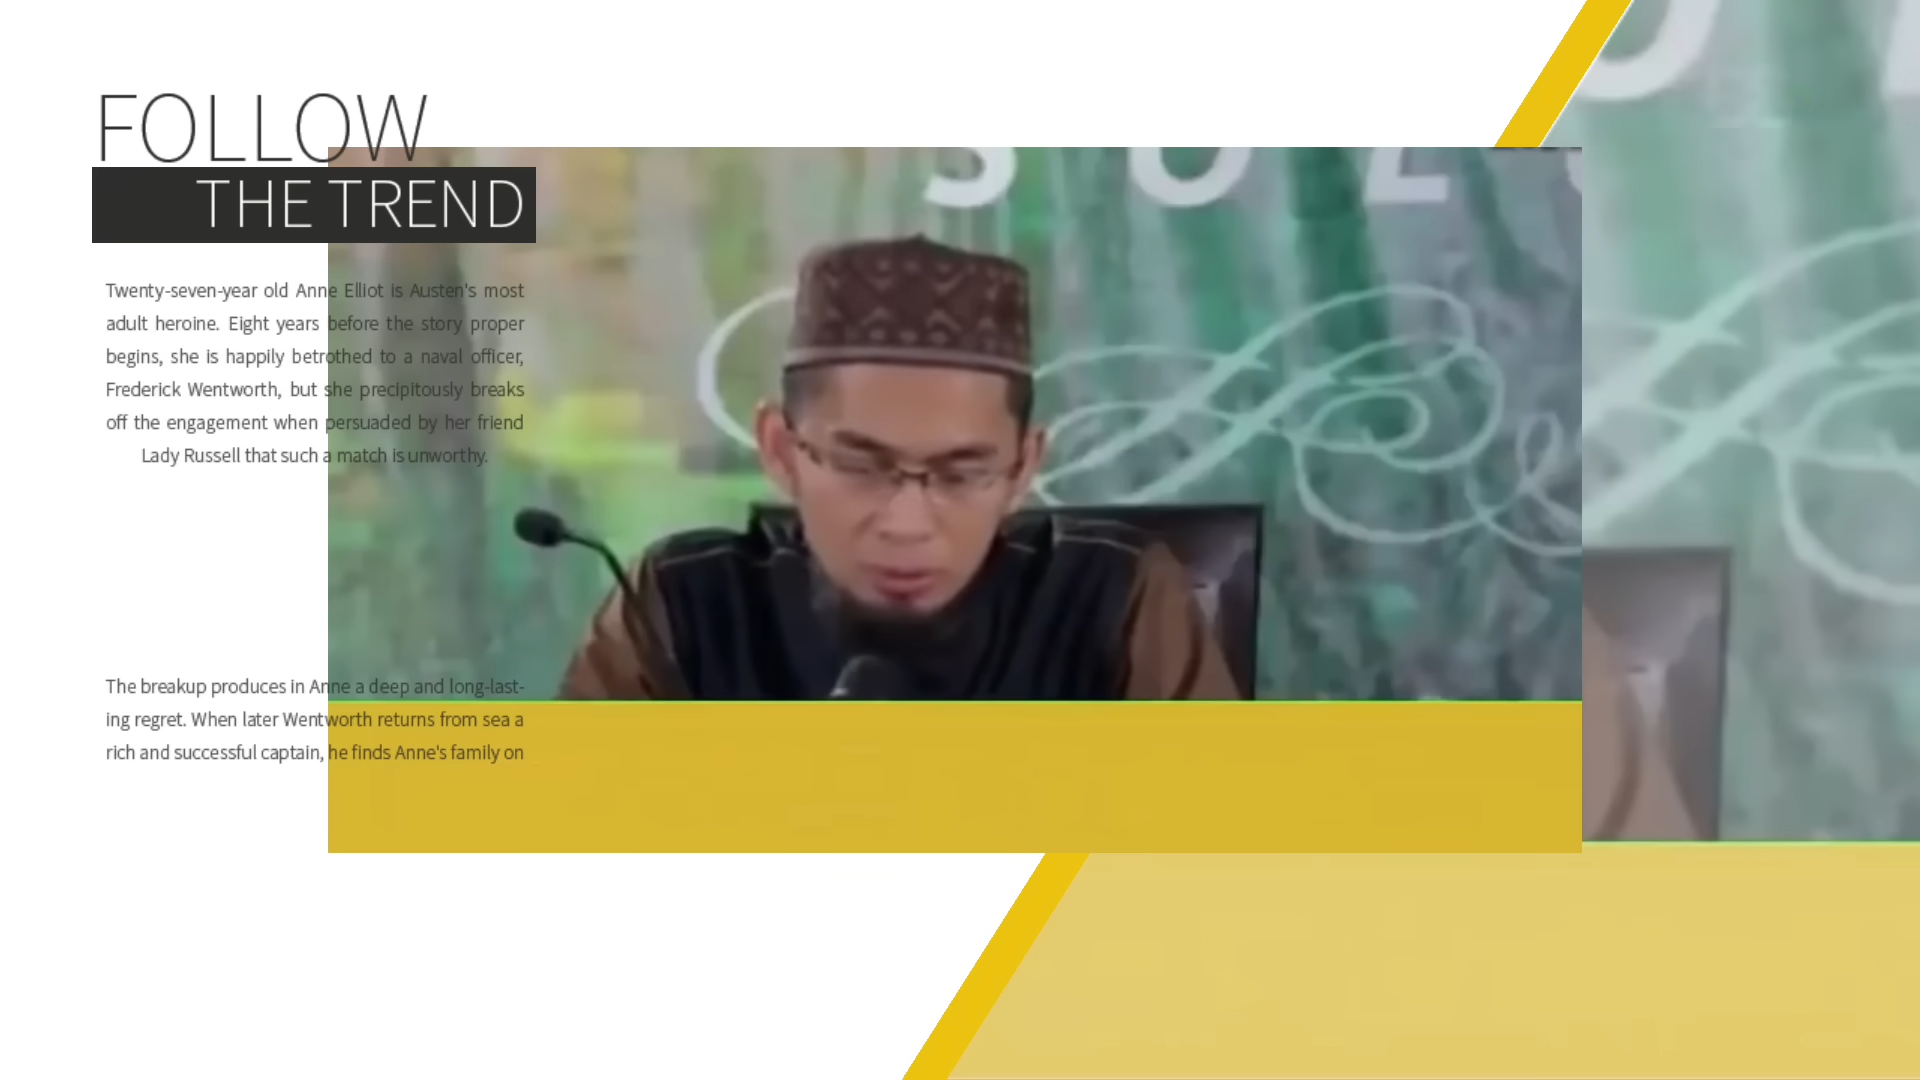 FOLLOW
THE TREND
Twenty-seven-year old Anne Elliot is Austen's most
adult heroine. Eight years before the story proper
begins, she is happily betrothed to a naval officer,
Frederick Wentworth, but she precipitously breaks
off the engagement when persuaded by her friend
Lady Russell that such a match is unworthy.
The breakup produces in Anne a deep and long-last-
ing regret. When later Wentworth returns from sea a
rich and successful captain, he finds Anne's family on